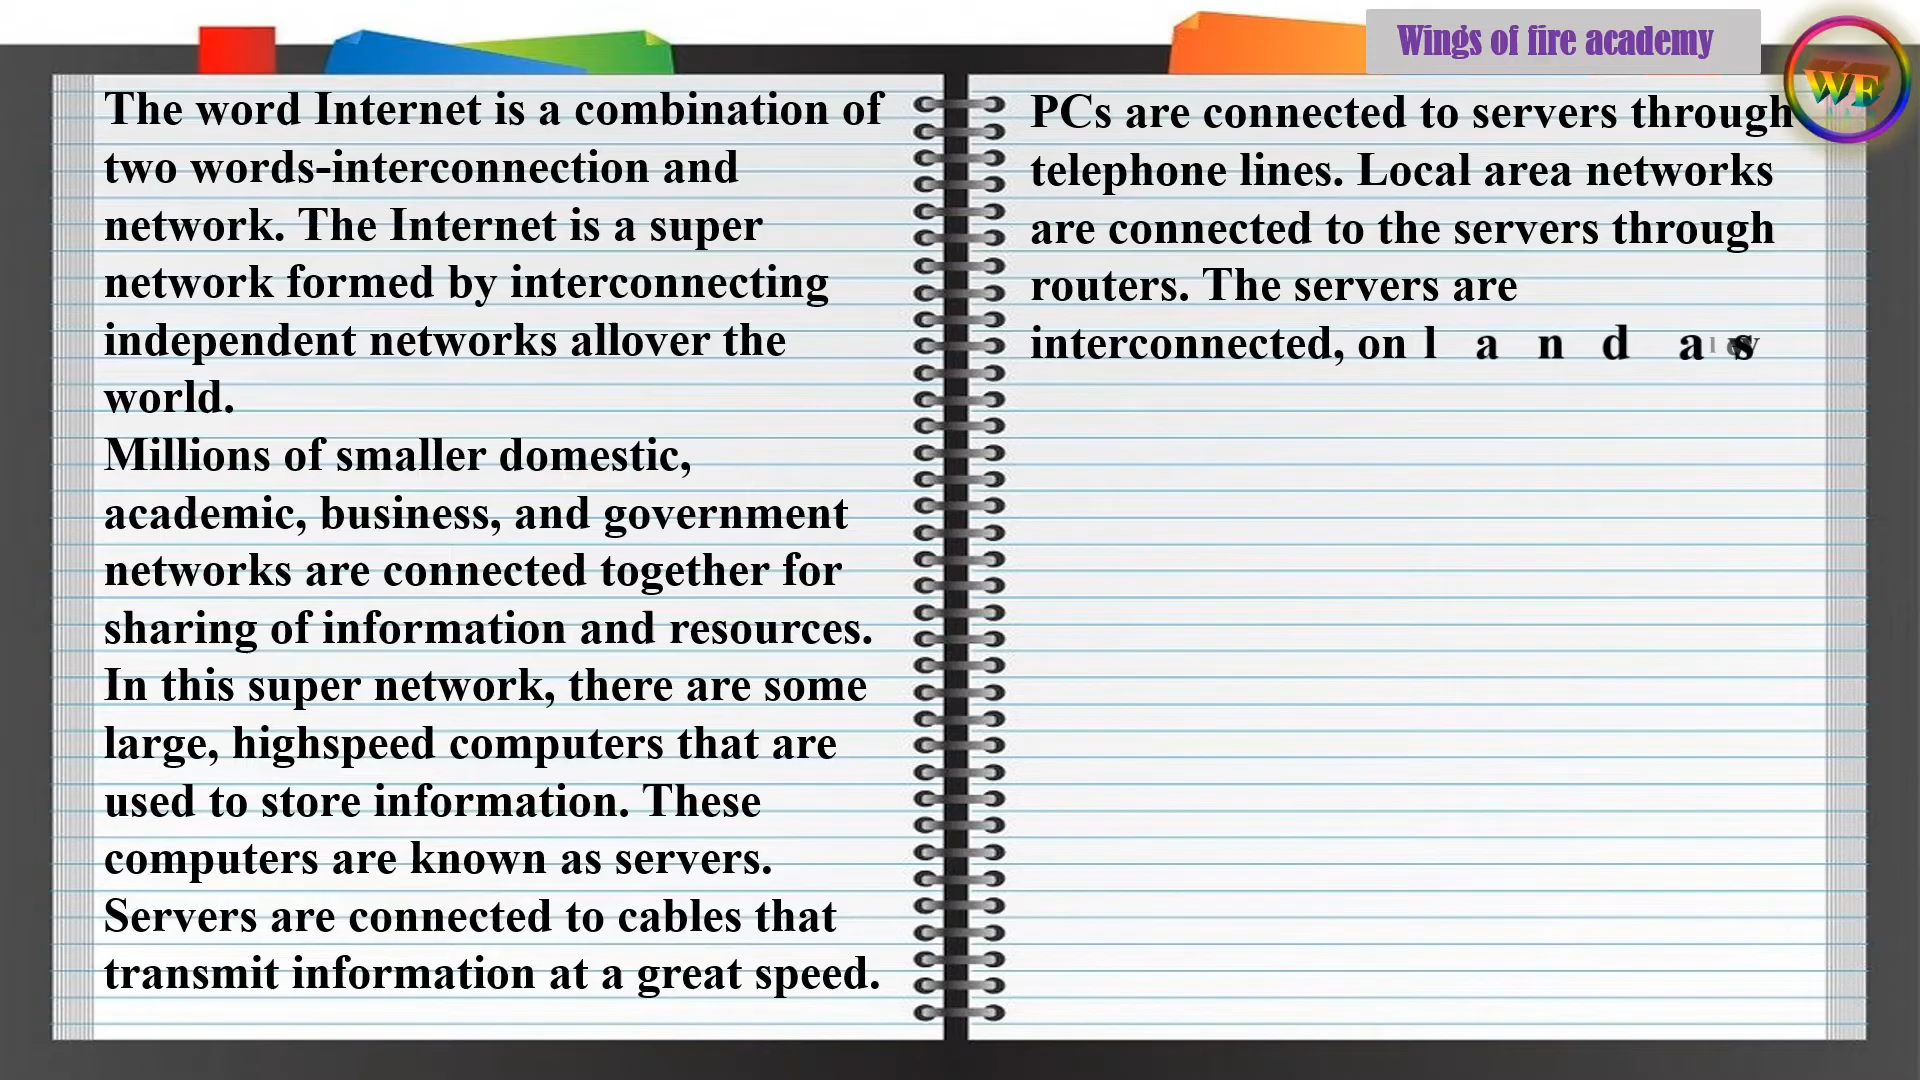 Wings of fire academy
WF
The word Internet is a combination of
two words-interconnection and
network. The Internet is a super
network formed by interconnecting
independent networks allover the
world.
Millions of smaller domestic,
academic, business, and government
networks are connected together for
sharing of information and resources.
In this super network, there are some
large, highspeed computers that are
used to store information. These
computers are known as servers.
Servers are connected to cables that
transmit information at a great speed.
PCs are connected to servers through
telephone lines. Local area networks
are connected to the servers through
routers. The servers are
interconnected, on l a n d a s